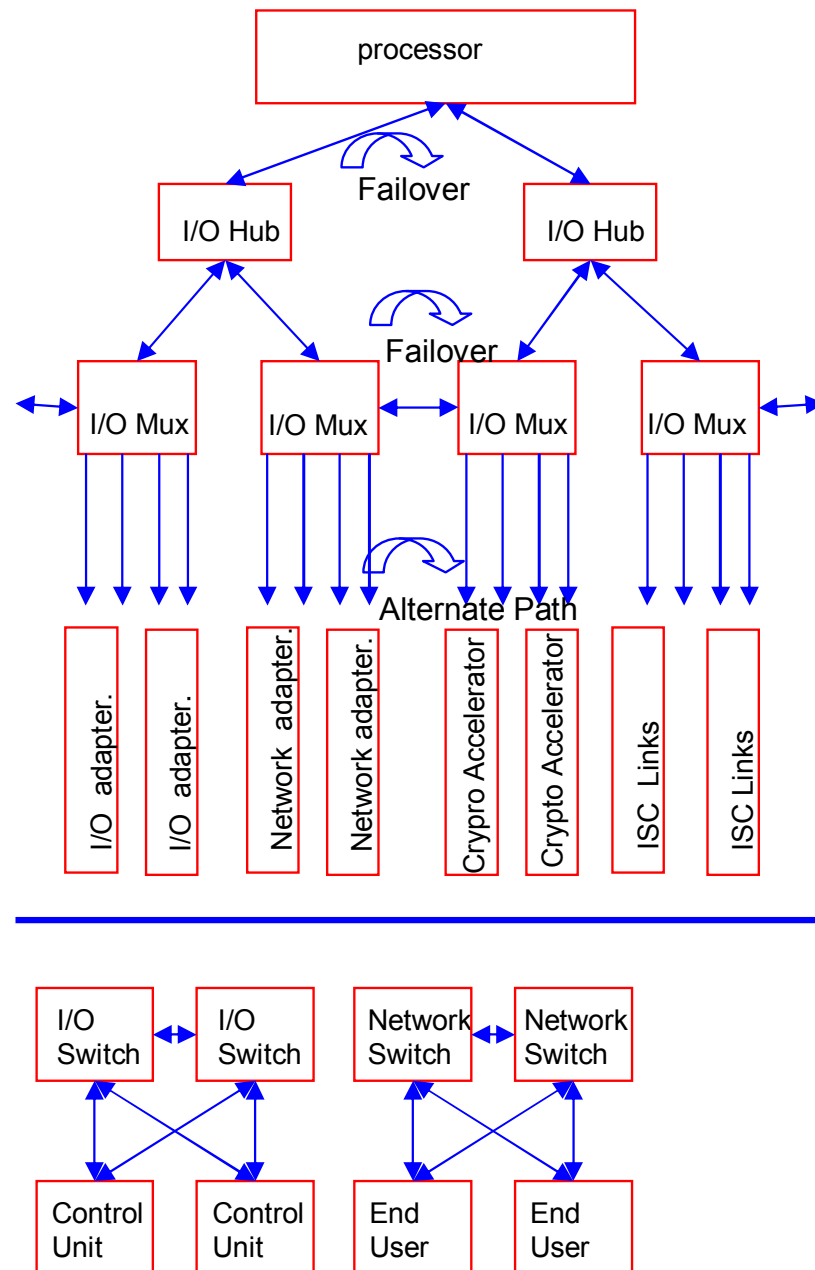 processor
Failover
I/O Hub
I/O Hub
Failover
I/O Mux
I/O Mux
I/O Mux
I/O Mux
Alternate Path
I/O adapter.
I/O adapter.
Network adapter.
Network adapter.
Crypro Accelerator
Crypto Accelerator
ISC Links
ISC Links
I/O
Switch
I/O
Switch
Network
Switch
Network
Switch
Control
Unit
Control
Unit
End
User
End
User